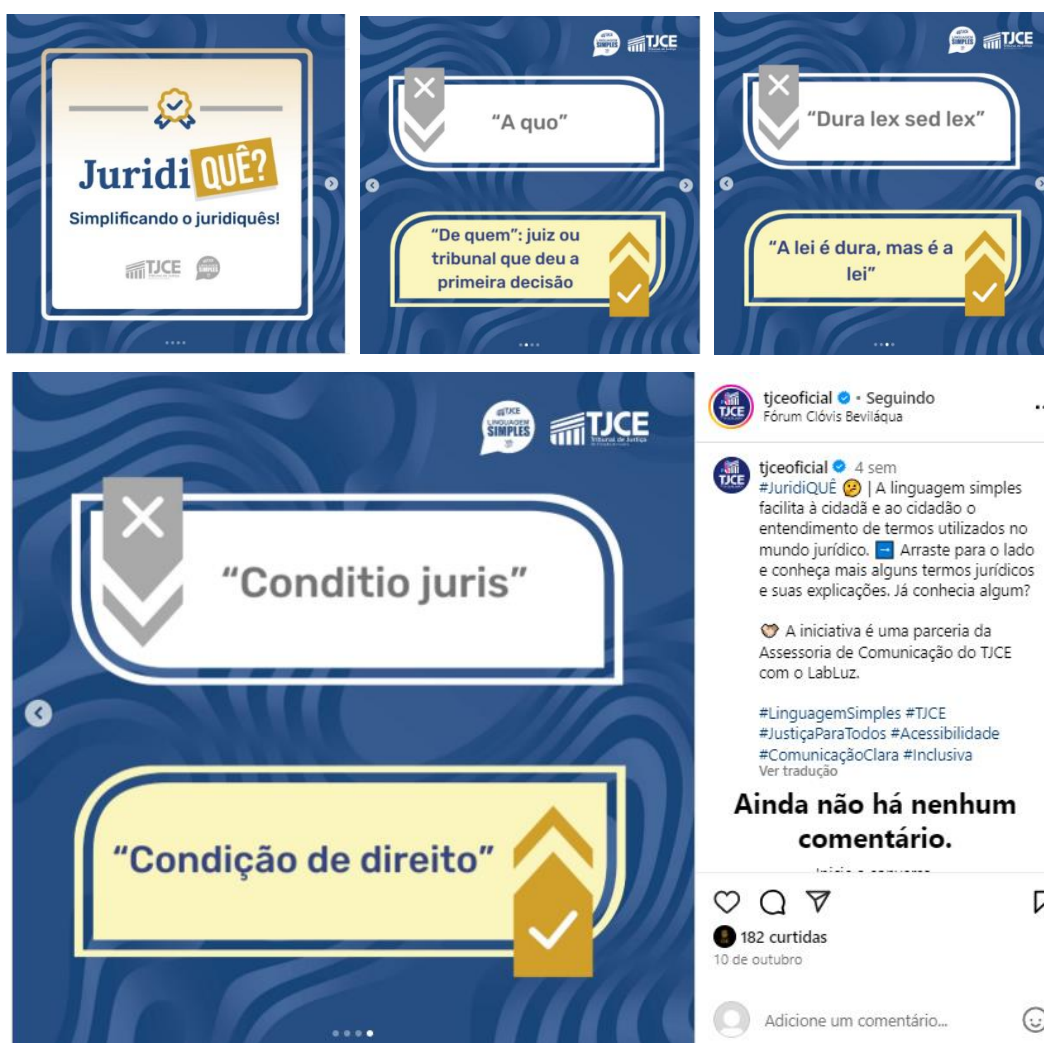 Juridi QUÊ?
Simplificando o juridiquês!
TJCE
LINGUAGEM SIMPLES
TJCE
"A quo"
"De quem": juiz ou
tribunal que deu a
primeira decisão
TJCE
"Dura lex sed lex"
"A lei é dura, mas é a
lei"
#TJCE
LINGUAGEM
SIMPLES
TJCE
Tribunal de Justiça
"Conditio juris"
"Condição de direito"
TJCE
tjceoficial • Seguindo
Fórum Clóvis Beviláqua
TJCE
tjceoficial 4 sem
#JuridiQUÊ 🫤 | A linguagem simples
facilita à cidadã e ao cidadão o
entendimento de termos utilizados no
mundo jurídico. ➡️ Arraste para o lado
e conheça mais alguns termos jurídicos
e suas explicações. Já conhecia algum?
🤝 A iniciativa é uma parceria da
Assessoria de Comunicação do TJCE
com o LabLuz.
#LinguagemSimples #TJCE
#JustiçaParaTodos #Acessibilidade
#ComunicaçãoClara #Inclusiva
Ver tradução
Ainda não há nenhum
comentário.
182 curtidas
10 de outubro
Adicione um comentário...